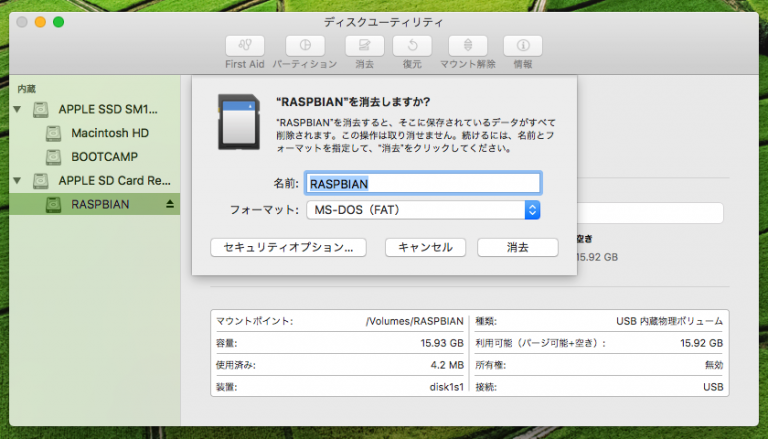 ディスクユーティリティ
First Aid パーティション 消去 復元 マウント解除 情報
内蔵
APPLE SSD SM1...
Macintosh HD
BOOTCAMP
APPLE SD Card Re...
RASPBIAN
“RASPBIAN”を消去しますか?
“RASPBIAN”を消去すると、そこに保存されているデータがすべて
削除されます。この操作は取り消せません。続けるには、名前とフ
ォーマットを指定して、“消去”をクリックしてください。
名前: RASPBIAN
フォーマット: MS-DOS（FAT）
セキュリティオプション... キャンセル 消去
空き
15.92 GB
マウントポイント: /Volumes/RASPBIAN
容量: 15.93 GB
使用済み: 4.2 MB
装置: disk1s1
種類: USB 内蔵物理ボリューム
利用可能（パージ可能+空き）: 15.92 GB
所有権: 無効
接続: USB